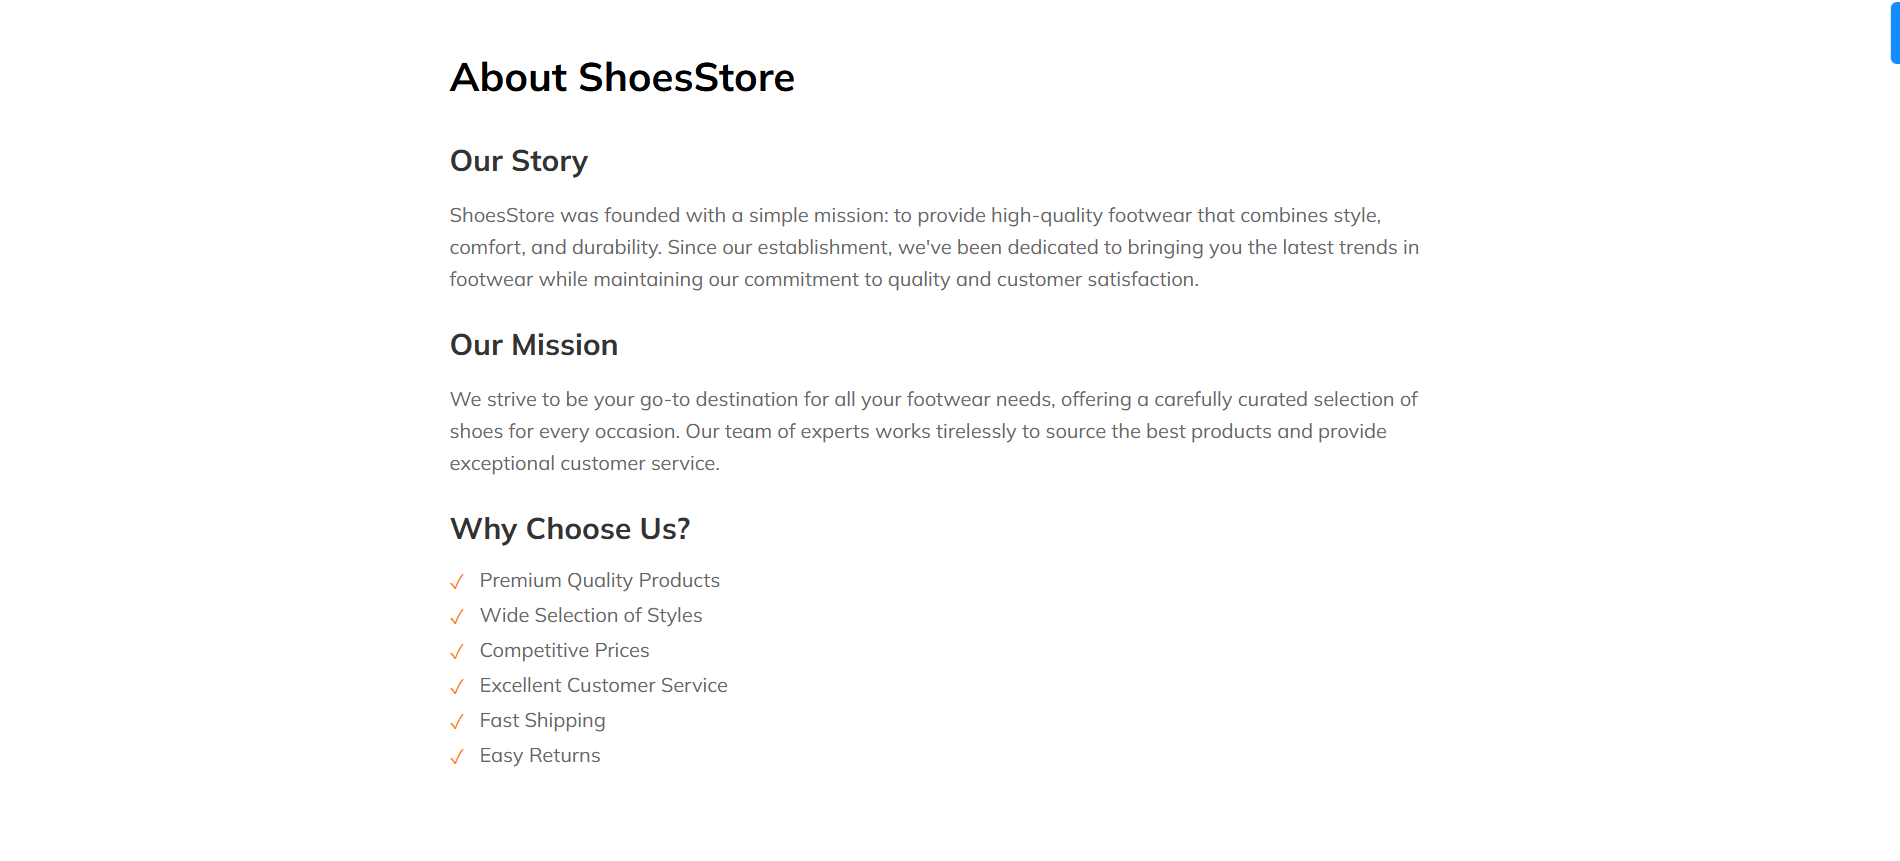 About ShoesStore
Our Story
ShoesStore was founded with a simple mission: to provide high-quality footwear that combines style,
comfort, and durability. Since our establishment, we've been dedicated to bringing you the latest trends in
footwear while maintaining our commitment to quality and customer satisfaction.
Our Mission
We strive to be your go-to destination for all your footwear needs, offering a carefully curated selection of
shoes for every occasion. Our team of experts works tirelessly to source the best products and provide
exceptional customer service.
Why Choose Us?
✓ Premium Quality Products
✓ Wide Selection of Styles
✓ Competitive Prices
✓ Excellent Customer Service
✓ Fast Shipping
✓ Easy Returns